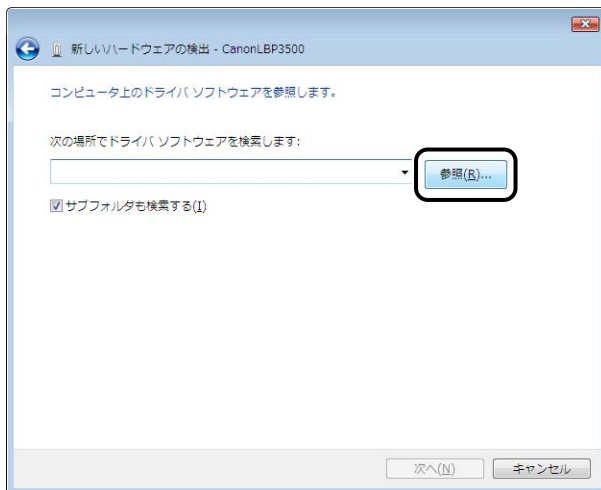 新しいハードウェアの検出 - CanonLBP3500
コンピュータ上のドライバ ソフトウェアを参照します。
次の場所でドライバ ソフトウェアを検索します:
参照(R)...
サブフォルダも検索する(I)
次へ(N) キャンセル